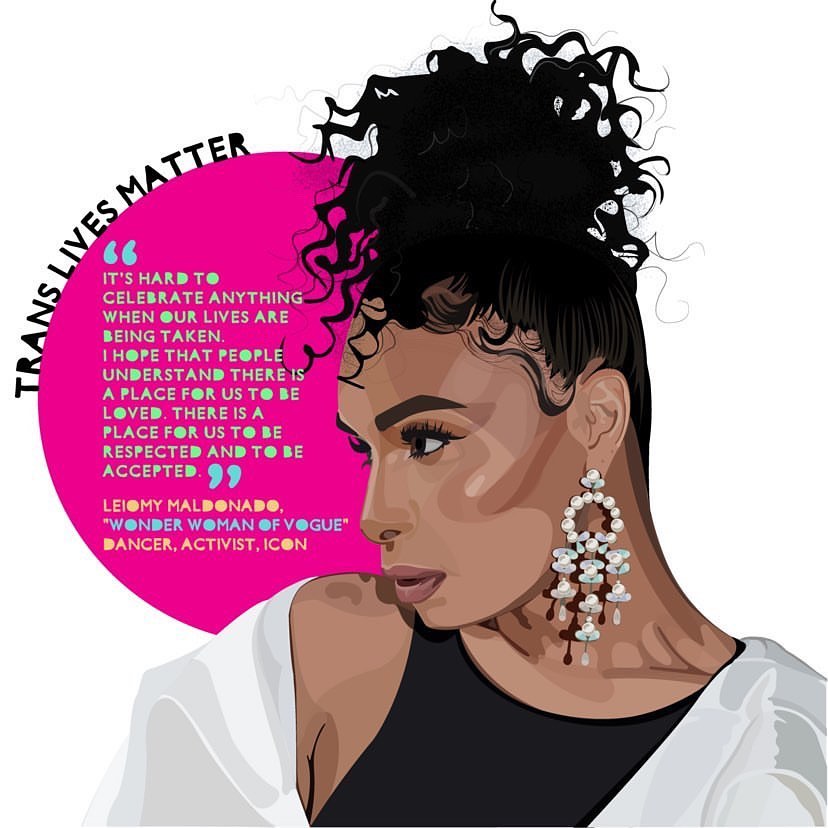 TRANS LIVES MATTER
“
IT'S HARD TO
CELEBRATE ANYTHING
WHEN OUR LIVES ARE
BEING TAKEN.
I HOPE THAT PEOPLE
UNDERSTAND THERE IS
A PLACE FOR US TO BE
LOVED. THERE IS A
PLACE FOR US TO BE
RESPECTED AND TO BE
ACCEPTED. ”
LEIOMY MALDONADO,
"WONDER WOMAN OF VOGUE"
DANCER, ACTIVIST, ICON